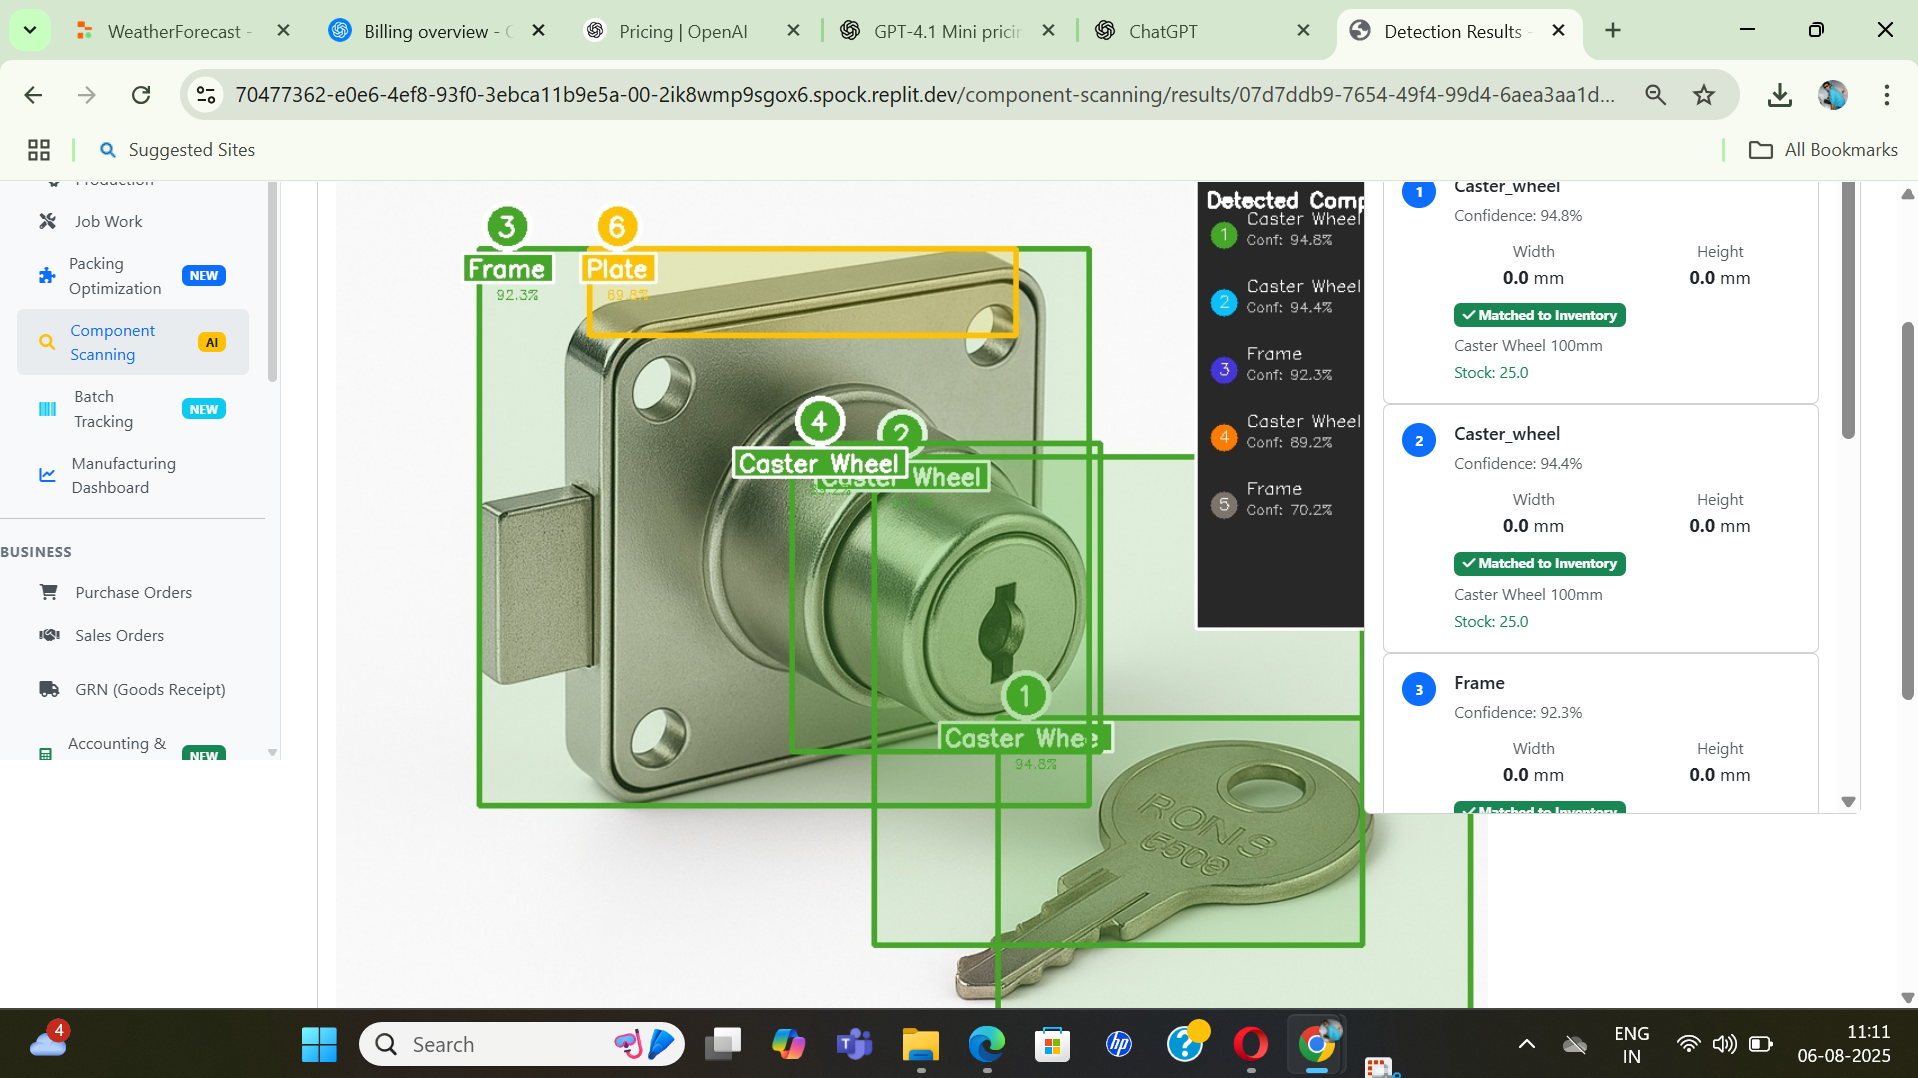 WeatherForecast -
Billing overview - 
Pricing | OpenAI
GPT-4.1 Mini pricin
ChatGPT
Detection Results -
70477362-e0e6-4ef8-93f0-3ebca11b9e5a-00-2ik8wmp9sgox6.spock.replit.dev/component-scanning/results/07d7ddb9-7654-49f4-99d4-6aea3aa1d...
Suggested Sites
All Bookmarks
Production
Job Work
Packing
Optimization
NEW
Component
Scanning
AI
Batch
Tracking
NEW
Manufacturing
Dashboard
BUSINESS
Purchase Orders
Sales Orders
GRN (Goods Receipt)
Accounting &
NEW
3
Frame
92.3%
6
Plate
69.8%
4
Caster Wheel
2
Wheel
1
Caster Whee
94.8%
RONIS
Detected Comp
1
Caster Wheel
Conf: 94.8%
2
Caster Wheel
Conf: 94.4%
3
Frame
Conf: 92.3%
4
Caster Wheel
Conf: 89.2%
5
Frame
Conf: 70.2%
1
Caster_wheel
Confidence: 94.8%
Width Height
0.0 mm 0.0 mm
Matched to Inventory
Caster Wheel 100mm
Stock: 25.0
2
Caster_wheel
Confidence: 94.4%
Width Height
0.0 mm 0.0 mm
Matched to Inventory
Caster Wheel 100mm
Stock: 25.0
3
Frame
Confidence: 92.3%
Width Height
0.0 mm 0.0 mm
Matched to Inventory
4
Search
hp
ENG
IN
11:11
06-08-2025